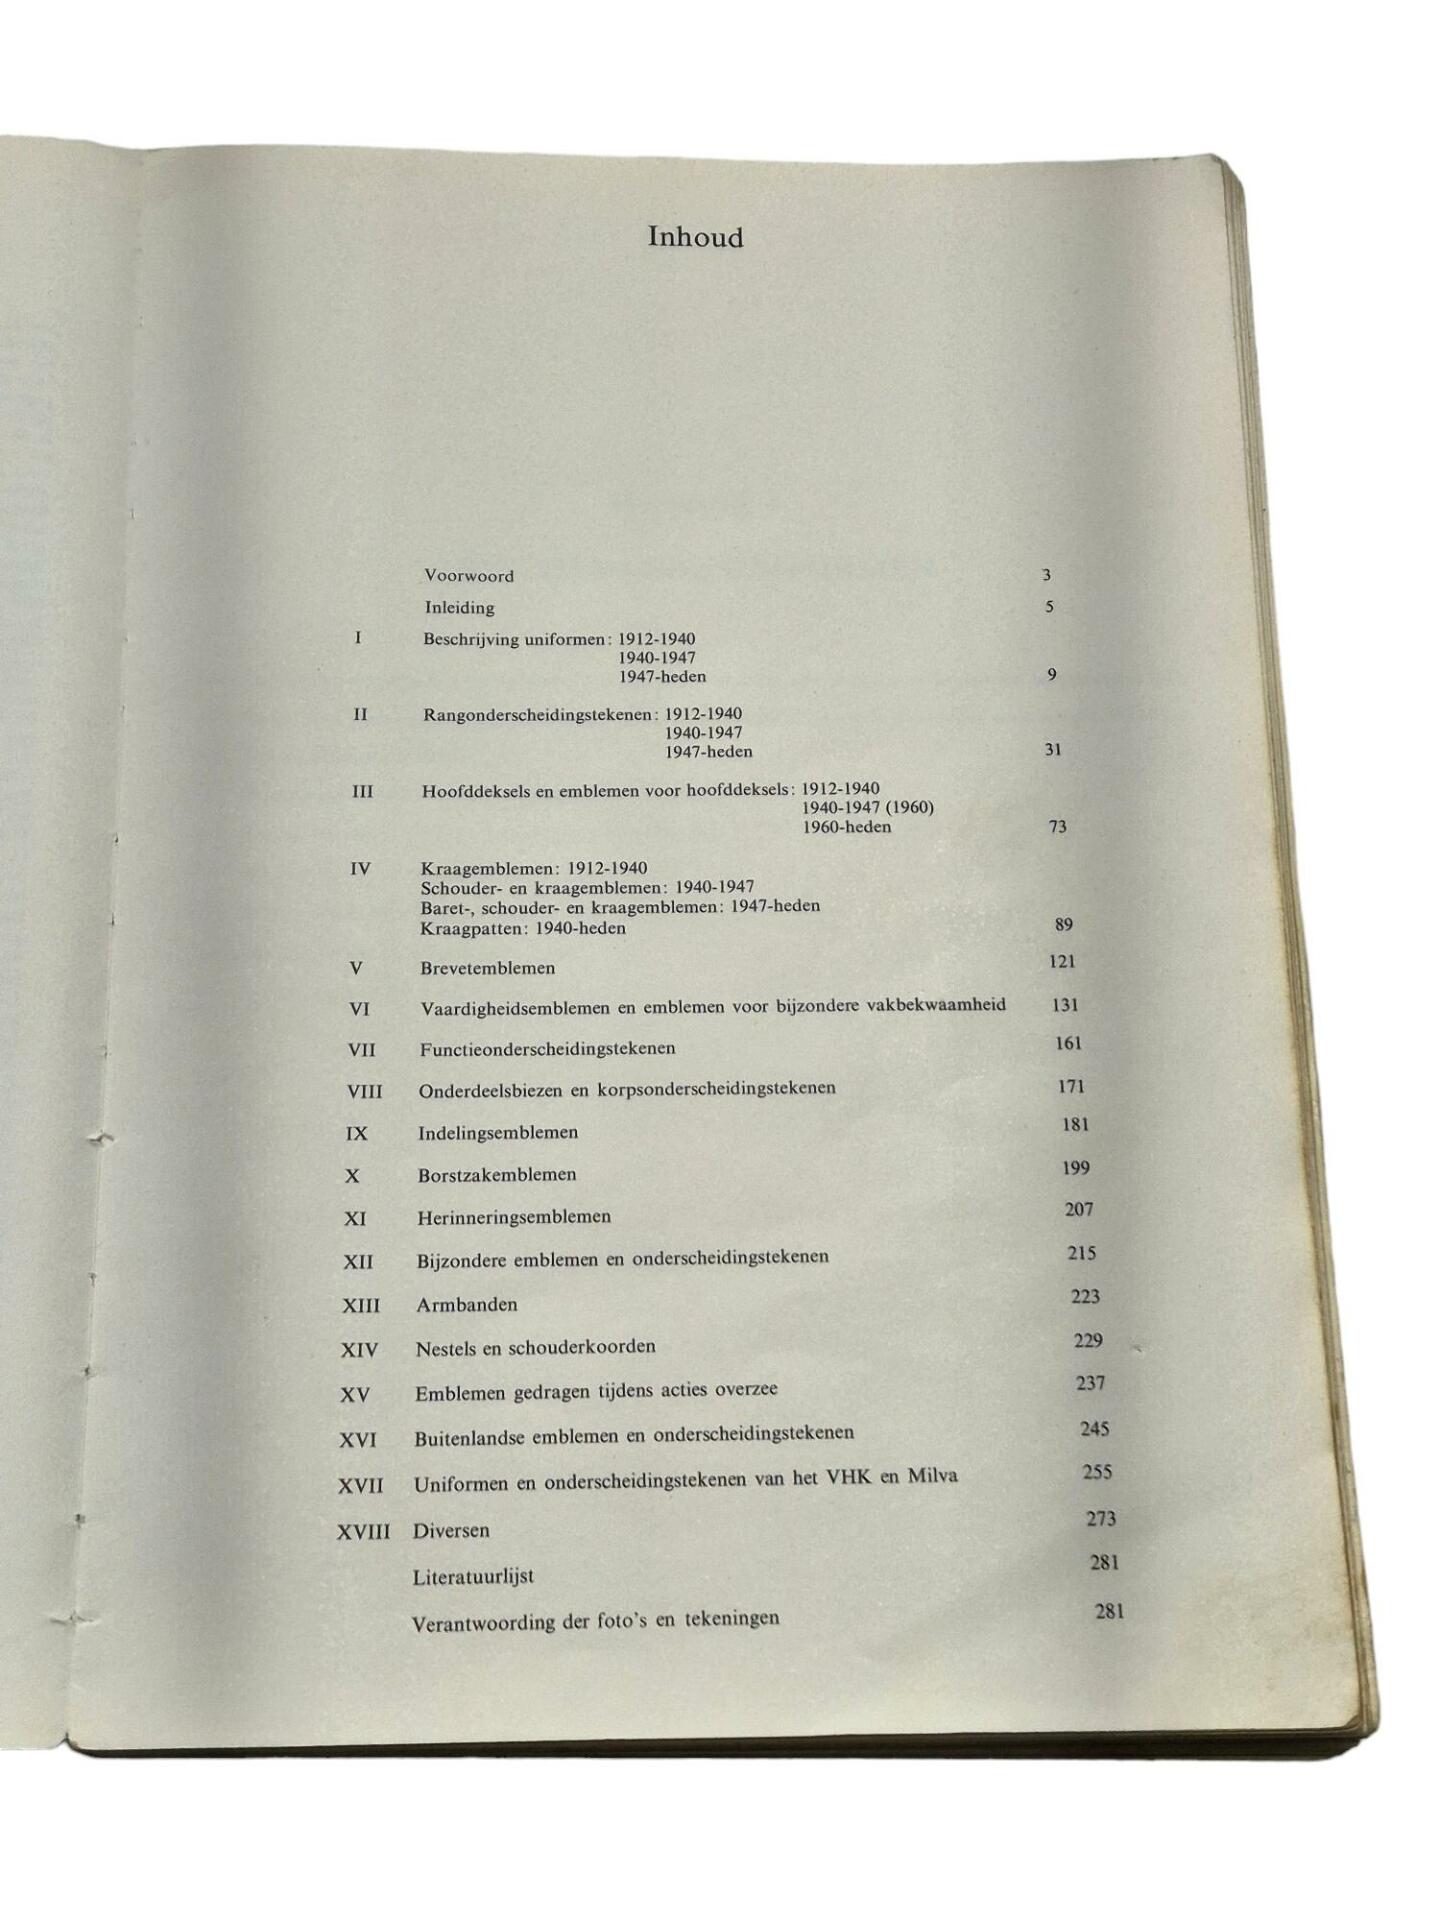 Inhoud
Voorwoord 3
Inleiding 5
I Beschrijving uniformen: 1912-1940
1940-1947
1947-heden 9
II Rangonderscheidingstekenen: 1912-1940
1940-1947
1947-heden 31
III Hoofddeksels en emblemen voor hoofddeksels: 1912-1940
1940-1947 (1960)
1960-heden 73
IV Kraagemblemen: 1912-1940
Schouder- en kraagemblemen: 1940-1947
Baret-, schouder- en kraagemblemen: 1947-heden
Kraagpatten: 1940-heden 89
V Brevetemblemen 121
VI Vaardigheidsemblemen en emblemen voor bijzondere vakbekwaamheid 131
VII Functieonderscheidingstekenen 161
VIII Onderdeelsbiezen en korpsonderscheidingstekenen 171
IX Indelingsemblemen 181
X Borstzakemblemen 199
XI Herinneringsemblemen 207
XII Bijzondere emblemen en onderscheidingstekenen 215
XIII Armbanden 223
XIV Nestels en schouderkoorden 229
XV Emblemen gedragen tijdens acties overzee 237
XVI Buitenlandse emblemen en onderscheidingstekenen 245
XVII Uniformen en onderscheidingstekenen van het VHK en Milva 255
XVIII Diversen 273
Literatuurlijst 281
Verantwoording der foto's en tekeningen 281